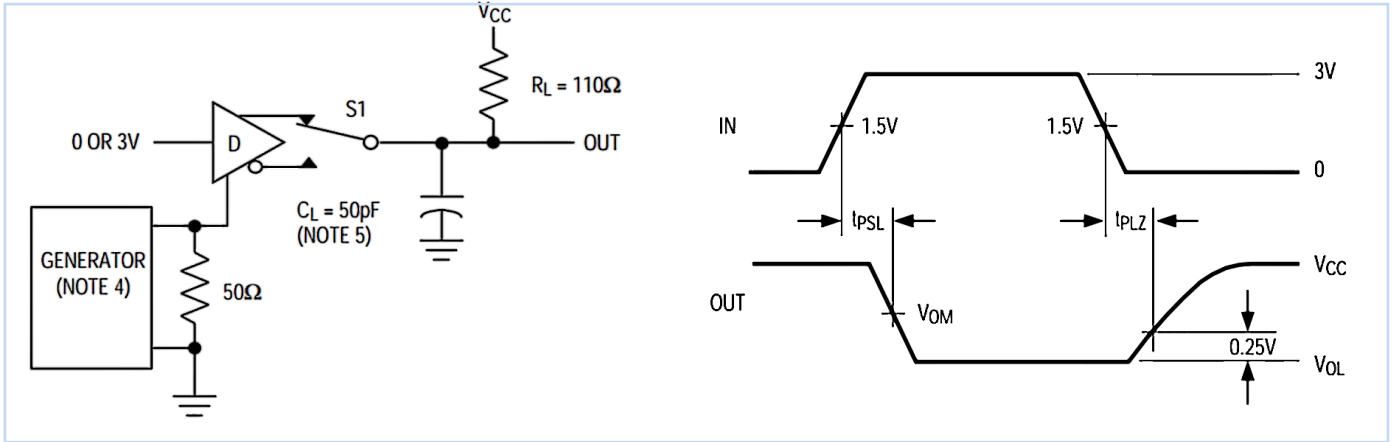 VCC
RL = 110Ω
S1
0 OR 3V
D
OUT
CL = 50pF
(NOTE 5)
GENERATOR
(NOTE 4)
50Ω
3V
IN
1.5V
1.5V
0
tPSL
tPLZ
VCC
OUT
VOM
0.25V
VOL